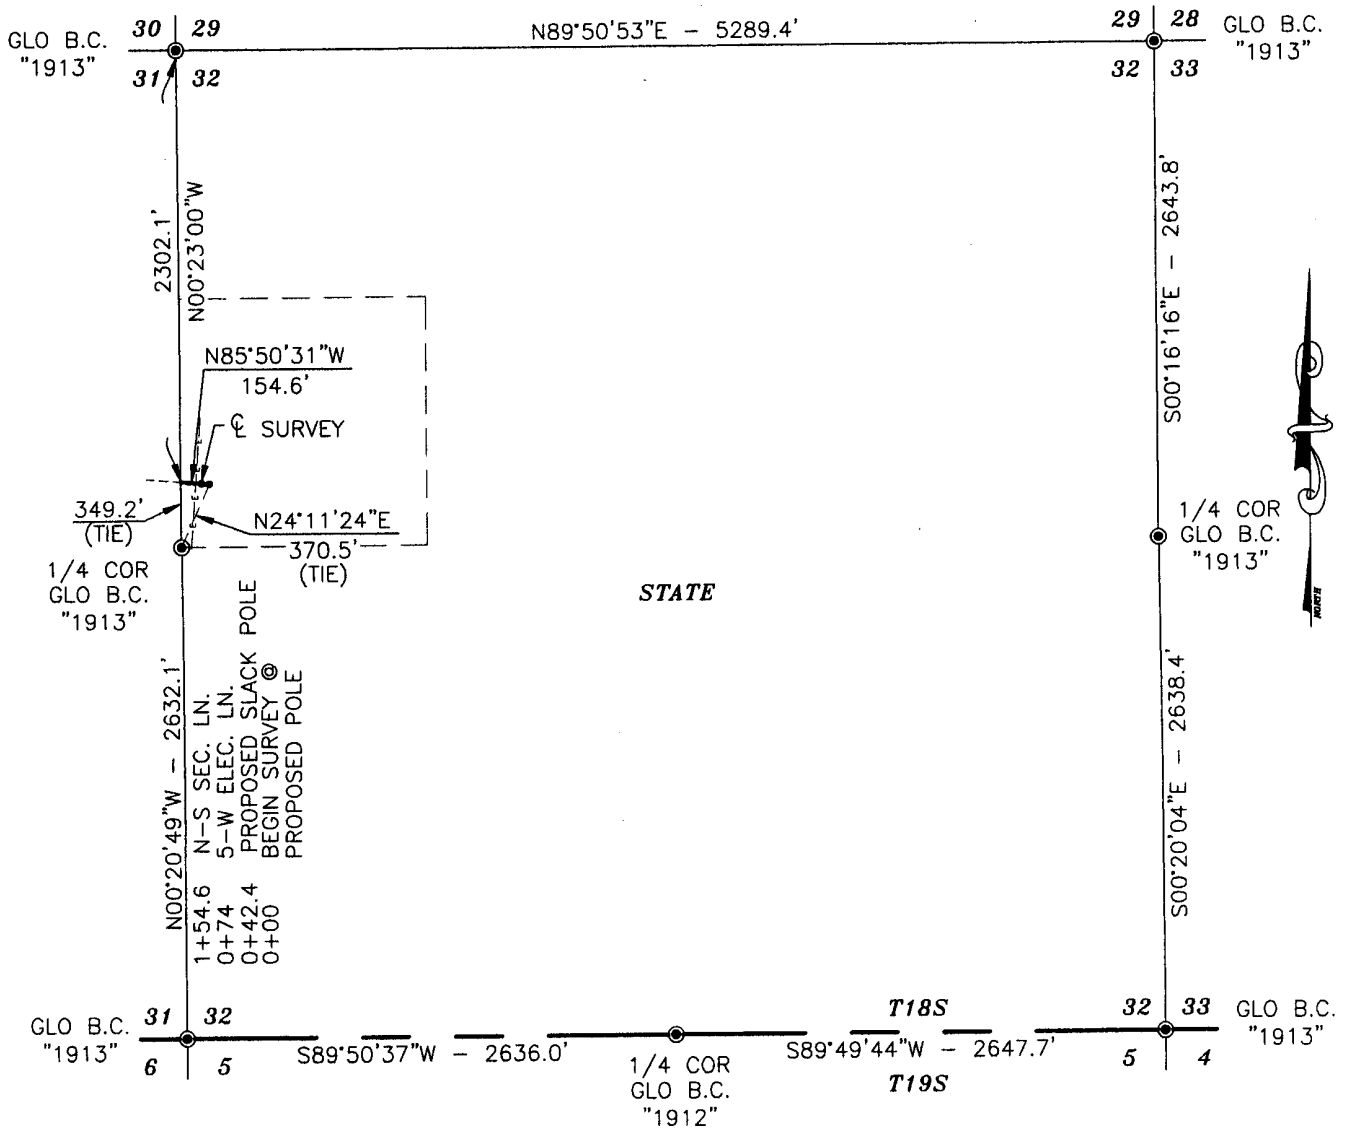 30 29
GLO B.C.
"1913"
31 32
N89°50'53"E - 5289.4'
29 28
GLO B.C.
"1913"
32 33
2302.1'
N00°23'00"W
S00°16'16"E - 2643.8'
N85°50'31"W
154.6'
℄ SURVEY
349.2'
(TIE)
N24°11'24"E
370.5'
(TIE)
1/4 COR
GLO B.C.
"1913"
1/4 COR
GLO B.C.
"1913"
STATE
N00°20'49"W - 2632.1'
1+54.6 N-S SEC. LN.
0+74 5-W ELEC. LN.
0+42.4 PROPOSED SLACK POLE
0+00 BEGIN SURVEY @
PROPOSED POLE
S00°20'04"E - 2638.4'
31 32
GLO B.C.
"1913"
6 5
S89°50'37"W - 2636.0'
1/4 COR
GLO B.C.
"1912"
T18S
S89°49'44"W - 2647.7'
T19S
32 33
GLO B.C.
"1913"
5 4